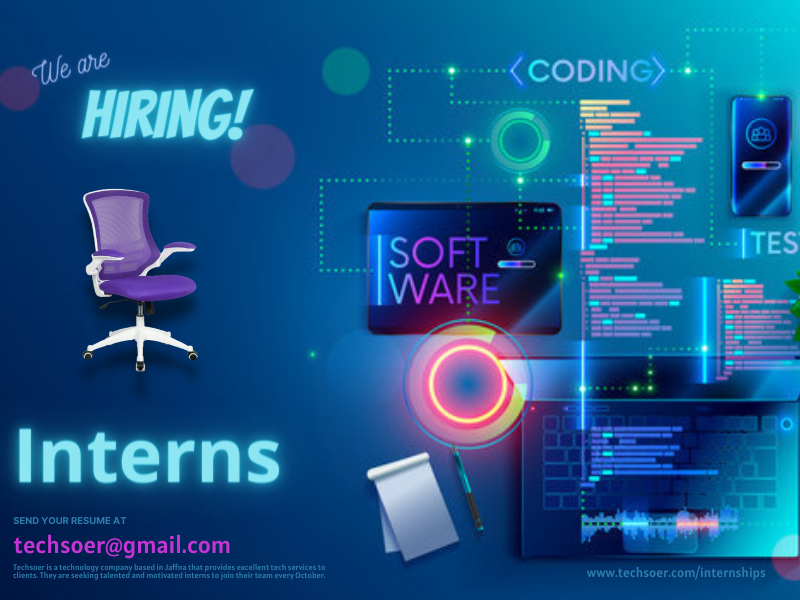 We are
HIRING!
〈CODING〉
SOFT
WARE
TES
Interns
SEND YOUR RESUME AT
techsoer@gmail.com
Techsoer is a technology company based in Jaffna that provides excellent tech services to
clients. They are seeking talented and motivated interns to join their team every October.
www.techsoer.com/internships